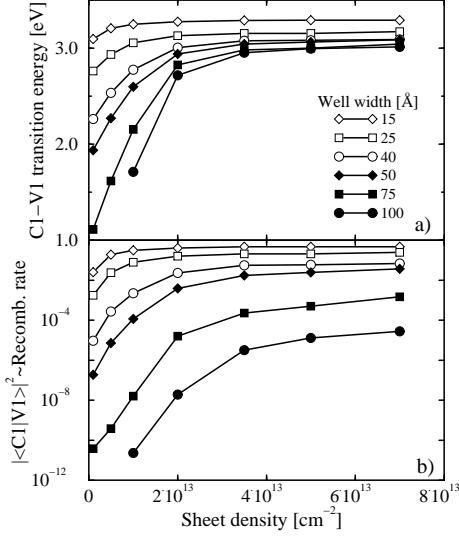 C1−V1 transition energy [eV]
3.0
2.0
1.0
Well width [Å]
15
25
40
50
75
100
a)
|<C1|V1>|²~Recomb. rate
10⁻⁴
10⁻⁸
10⁻¹²
b)
0 2·10¹³ 4·10¹³ 6·10¹³ 8·10¹³
Sheet density [cm⁻²]